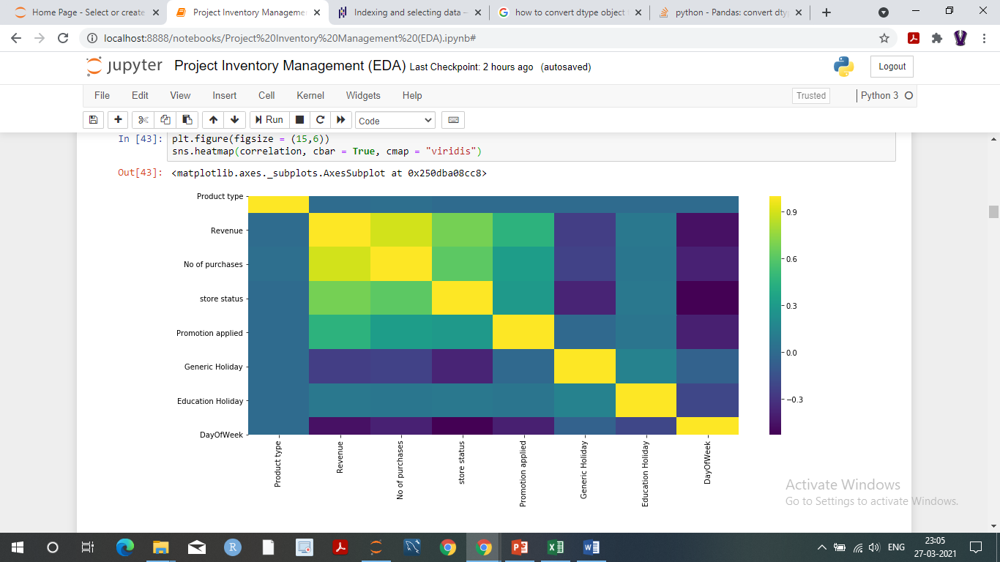 Home Page - Select or create
Project Inventory Manageme
Indexing and selecting data –
how to convert dtype object
python - Pandas: convert dty
localhost:8888/notebooks/Project%20Inventory%20Management%20(EDA).ipynb#
jupyter Project Inventory Management (EDA) Last Checkpoint: 2 hours ago (autosaved)
Logout
File Edit View Insert Cell Kernel Widgets Help
Trusted
Python 3
Run
Code
In [43]: plt.figure(figsize = (15,6))
sns.heatmap(correlation, cbar = True, cmap = "viridis")
Out[43]: <matplotlib.axes._subplots.AxesSubplot at 0x250dba08cc8>
Product type
Revenue
No of purchases
store status
Promotion applied
Generic Holiday
Education Holiday
DayOfWeek
Product type
Revenue
No of purchases
store status
Promotion applied
Generic Holiday
Education Holiday
DayOfWeek
0.9
0.6
0.3
0.0
−0.3
Activate Windows
Go to Settings to activate Windows.
R
W
ENG
23:05
27-03-2021